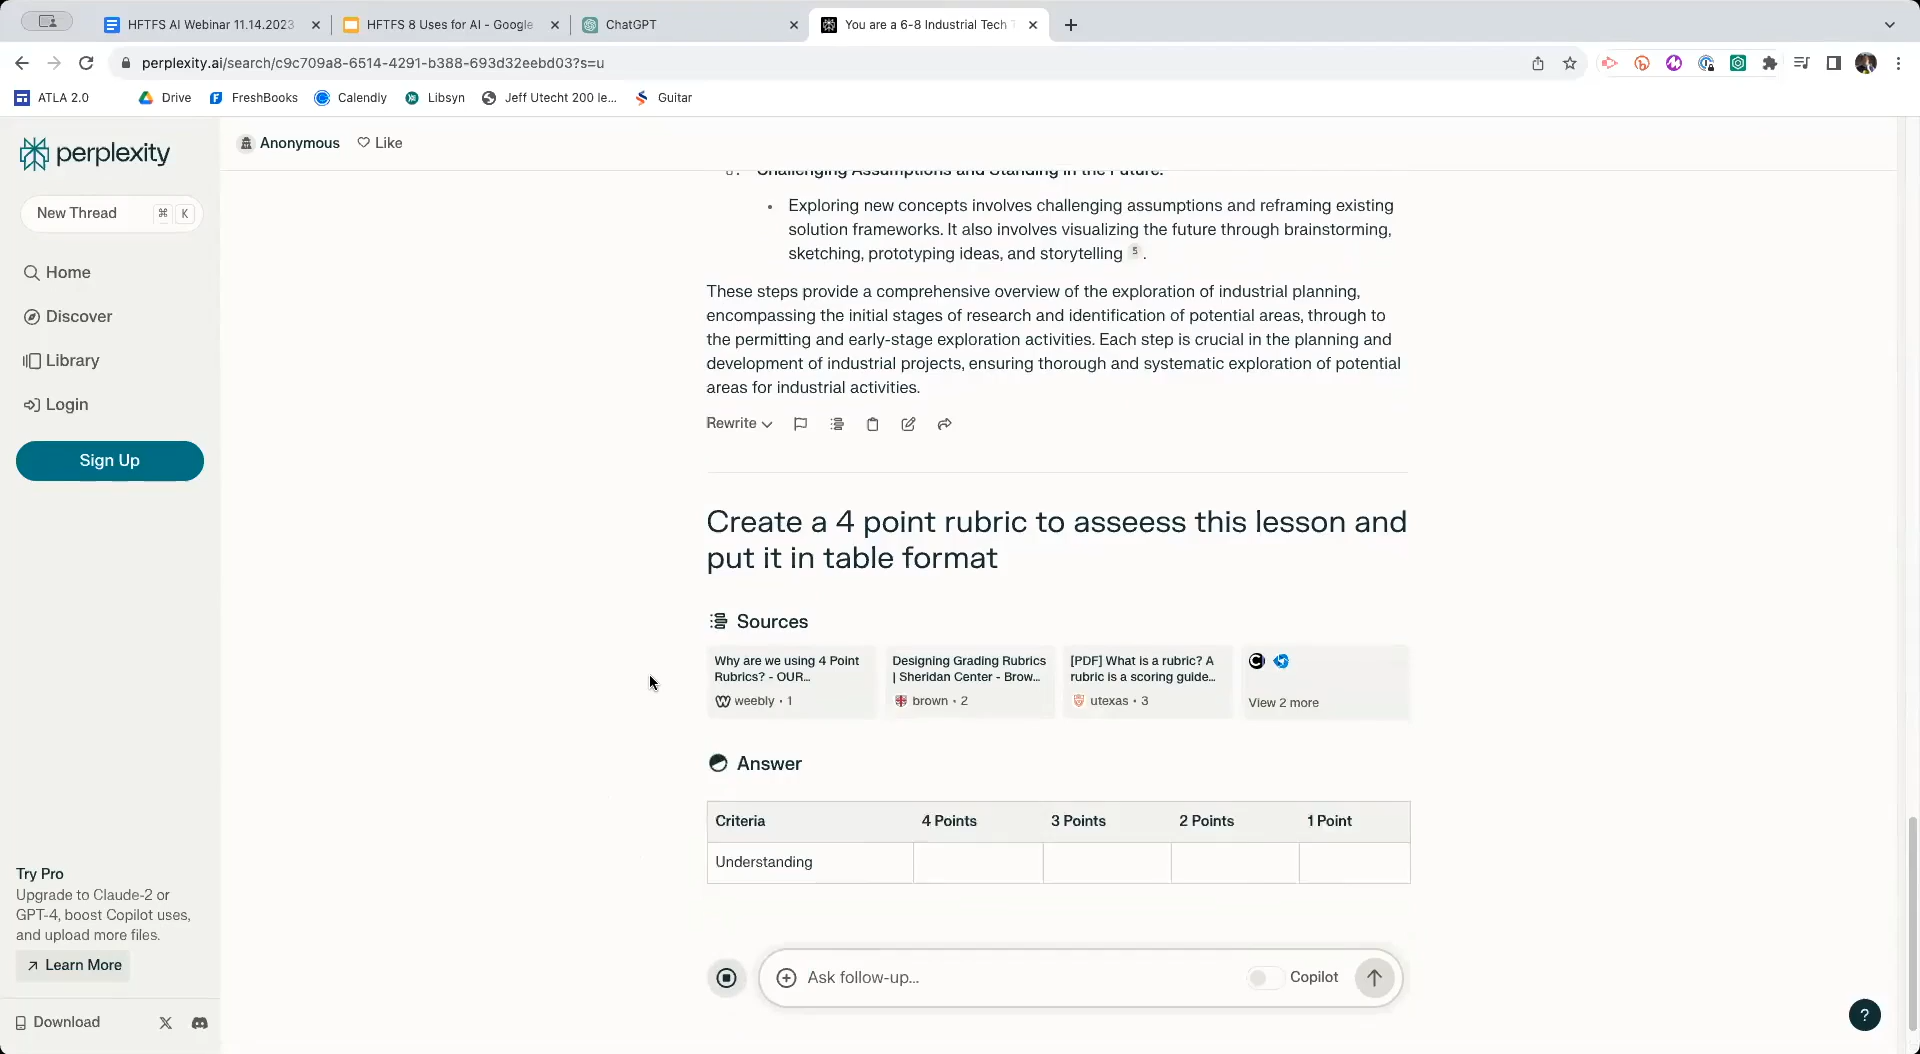 HFTFS AI Webinar 11.14.2023
HFTFS 8 Uses for AI - Google
ChatGPT
You are a 6-8 Industrial Tech T
perplexity.ai/search/c9c709a8-6514-4291-b388-693d32eebd03?s=u
ATLA 2.0
Drive
FreshBooks
Calendly
Libsyn
Jeff Utecht 200 le...
Guitar
perplexity
New Thread
⌘ K
Home
Discover
Library
Login
Sign Up
Try Pro
Upgrade to Claude-2 or
GPT-4, boost Copilot uses,
and upload more files.
Learn More
Download
Anonymous
Like
Challenging Assumptions and Standing in the Future:
• Exploring new concepts involves challenging assumptions and reframing existing
solution frameworks. It also involves visualizing the future through brainstorming,
sketching, prototyping ideas, and storytelling 5 .
These steps provide a comprehensive overview of the exploration of industrial planning,
encompassing the initial stages of research and identification of potential areas, through to
the permitting and early-stage exploration activities. Each step is crucial in the planning and
development of industrial projects, ensuring thorough and systematic exploration of potential
areas for industrial activities.
Rewrite
Create a 4 point rubric to asseess this lesson and
put it in table format
Sources
Why are we using 4 Point
Rubrics? - OUR...
weebly • 1
Designing Grading Rubrics
| Sheridan Center - Brow...
brown • 2
[PDF] What is a rubric? A
rubric is a scoring guide...
utexas • 3
View 2 more
Answer
Criteria 4 Points 3 Points 2 Points 1 Point
Understanding
Ask follow-up...
Copilot
?